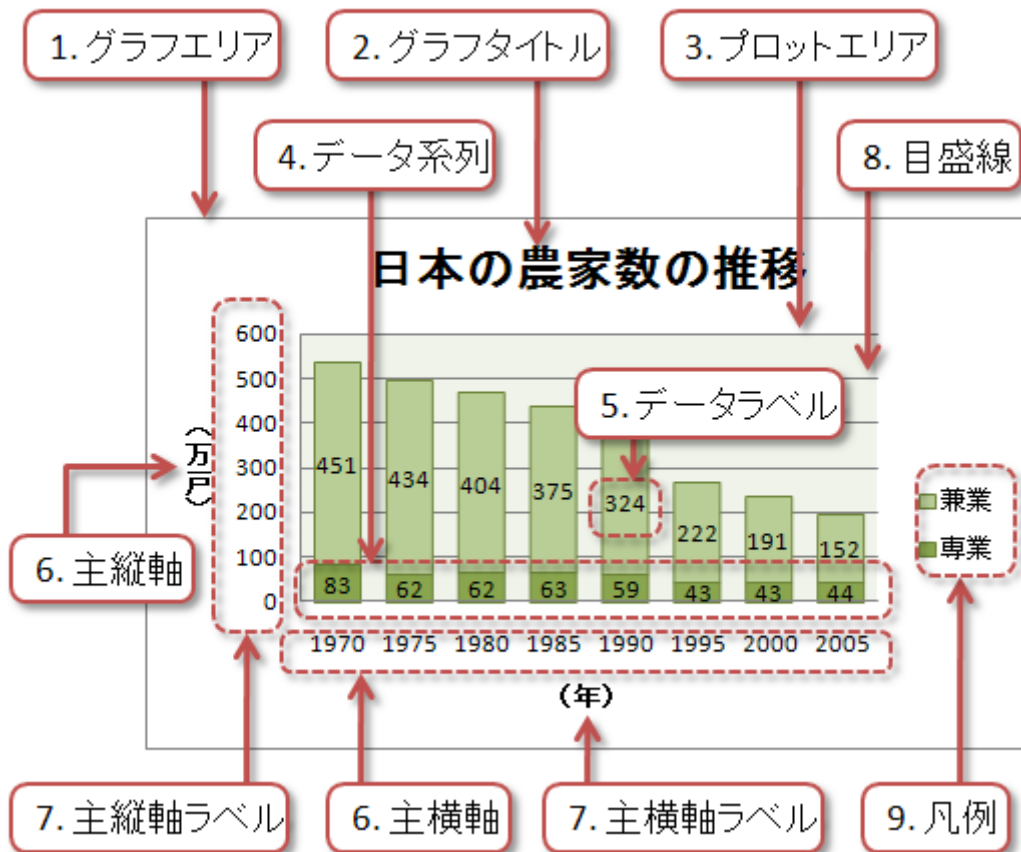 1. グラフエリア
2. グラフタイトル
3. プロットエリア
4. データ系列
8. 目盛線
日本の農家数の推移
600
500
400
300
200
100
0
(万戸)
5. データラベル
451
434
404
375
324
222
191
152
83
62
62
63
59
43
43
44
兼業
専業
6. 主縦軸
1970 1975 1980 1985 1990 1995 2000 2005
(年)
7. 主縦軸ラベル
6. 主横軸
7. 主横軸ラベル
9. 凡例